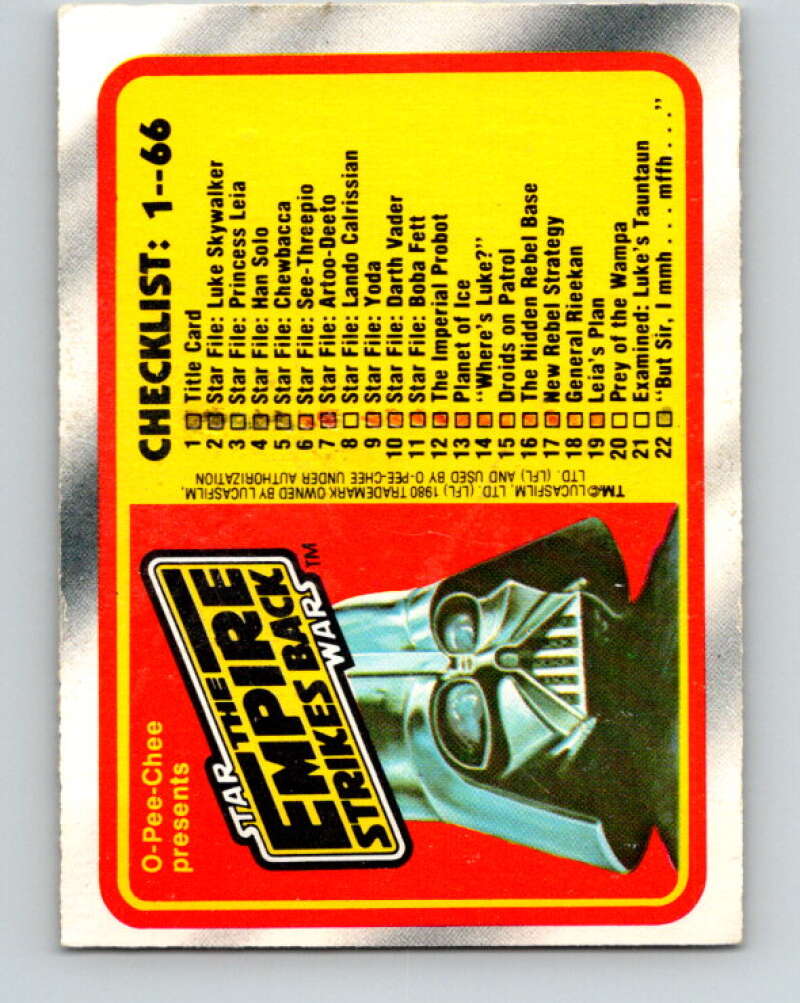 O-Pee-Chee
presents
STAR
THE
EMPIRE
STRIKES BACK
WARS™
CHECKLIST: 1--66
1 Title Card
2 Star File: Luke Skywalker
3 Star File: Princess Leia
4 Star File: Han Solo
5 Star File: Chewbacca
6 Star File: See-Threepio
7 Star File: Artoo-Deeto
8 Star File: Lando Calrissian
9 Star File: Yoda
10 Star File: Darth Vader
11 Star File: Boba Fett
12 The Imperial Probot
13 Planet of Ice
14 "Where's Luke?"
15 Droids on Patrol
16 The Hidden Rebel Base
17 New Rebel Strategy
18 General Rieekan
19 Leia's Plan
20 Prey of the Wampa
21 Examined: Luke's Tauntaun
22 "But Sir, I mmh . . . mffh . . ."
TM:© LUCASFILM, LTD. (LFL) 1980 TRADEMARK OWNED BY LUCASFILM,
LTD. (LFL) AND USED BY O-PEE-CHEE UNDER AUTHORIZATION